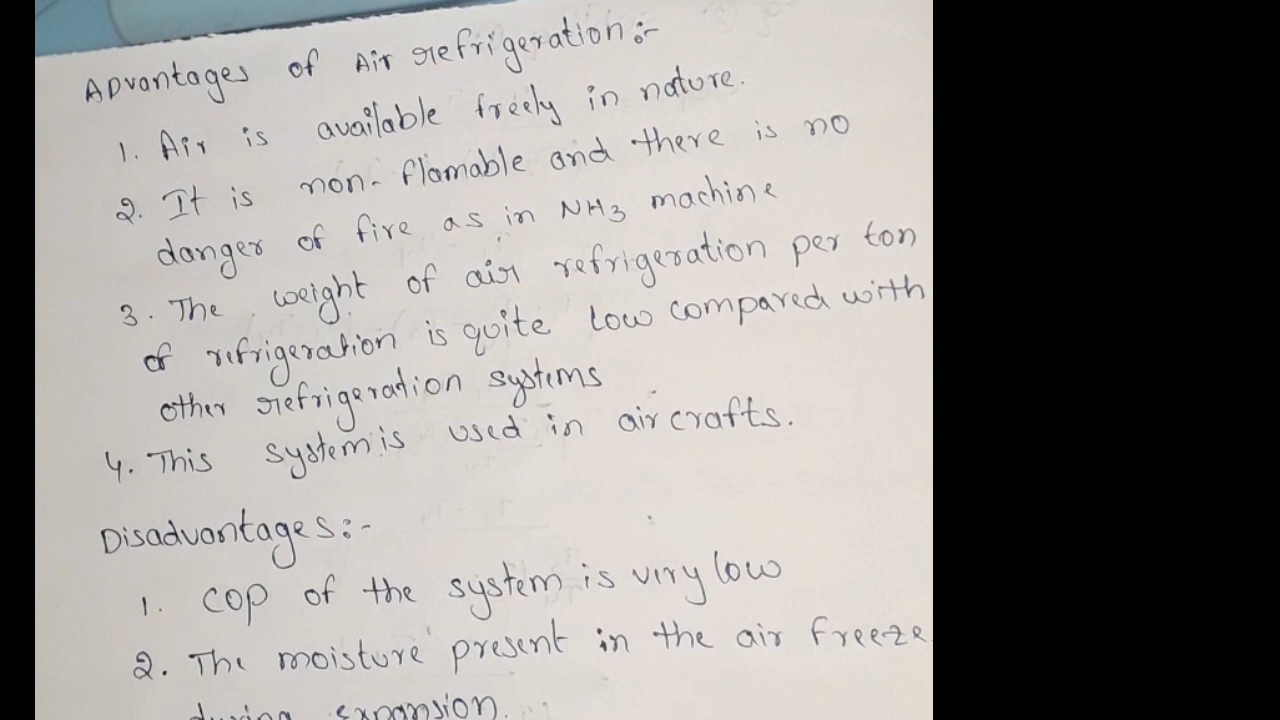 Advantages of Air refrigeration:-
1. Air is available freely in nature.
2. It is non-flamable and there is no
danger of fire as in NH3 machine
3. The weight of air refrigeration per ton
of refrigeration is quite low compared with
other refrigeration systems
4. This system is used in air crafts.
Disadvantages:-
1. COP of the system is very low
2. The moisture present in the air freeze
during expansion.